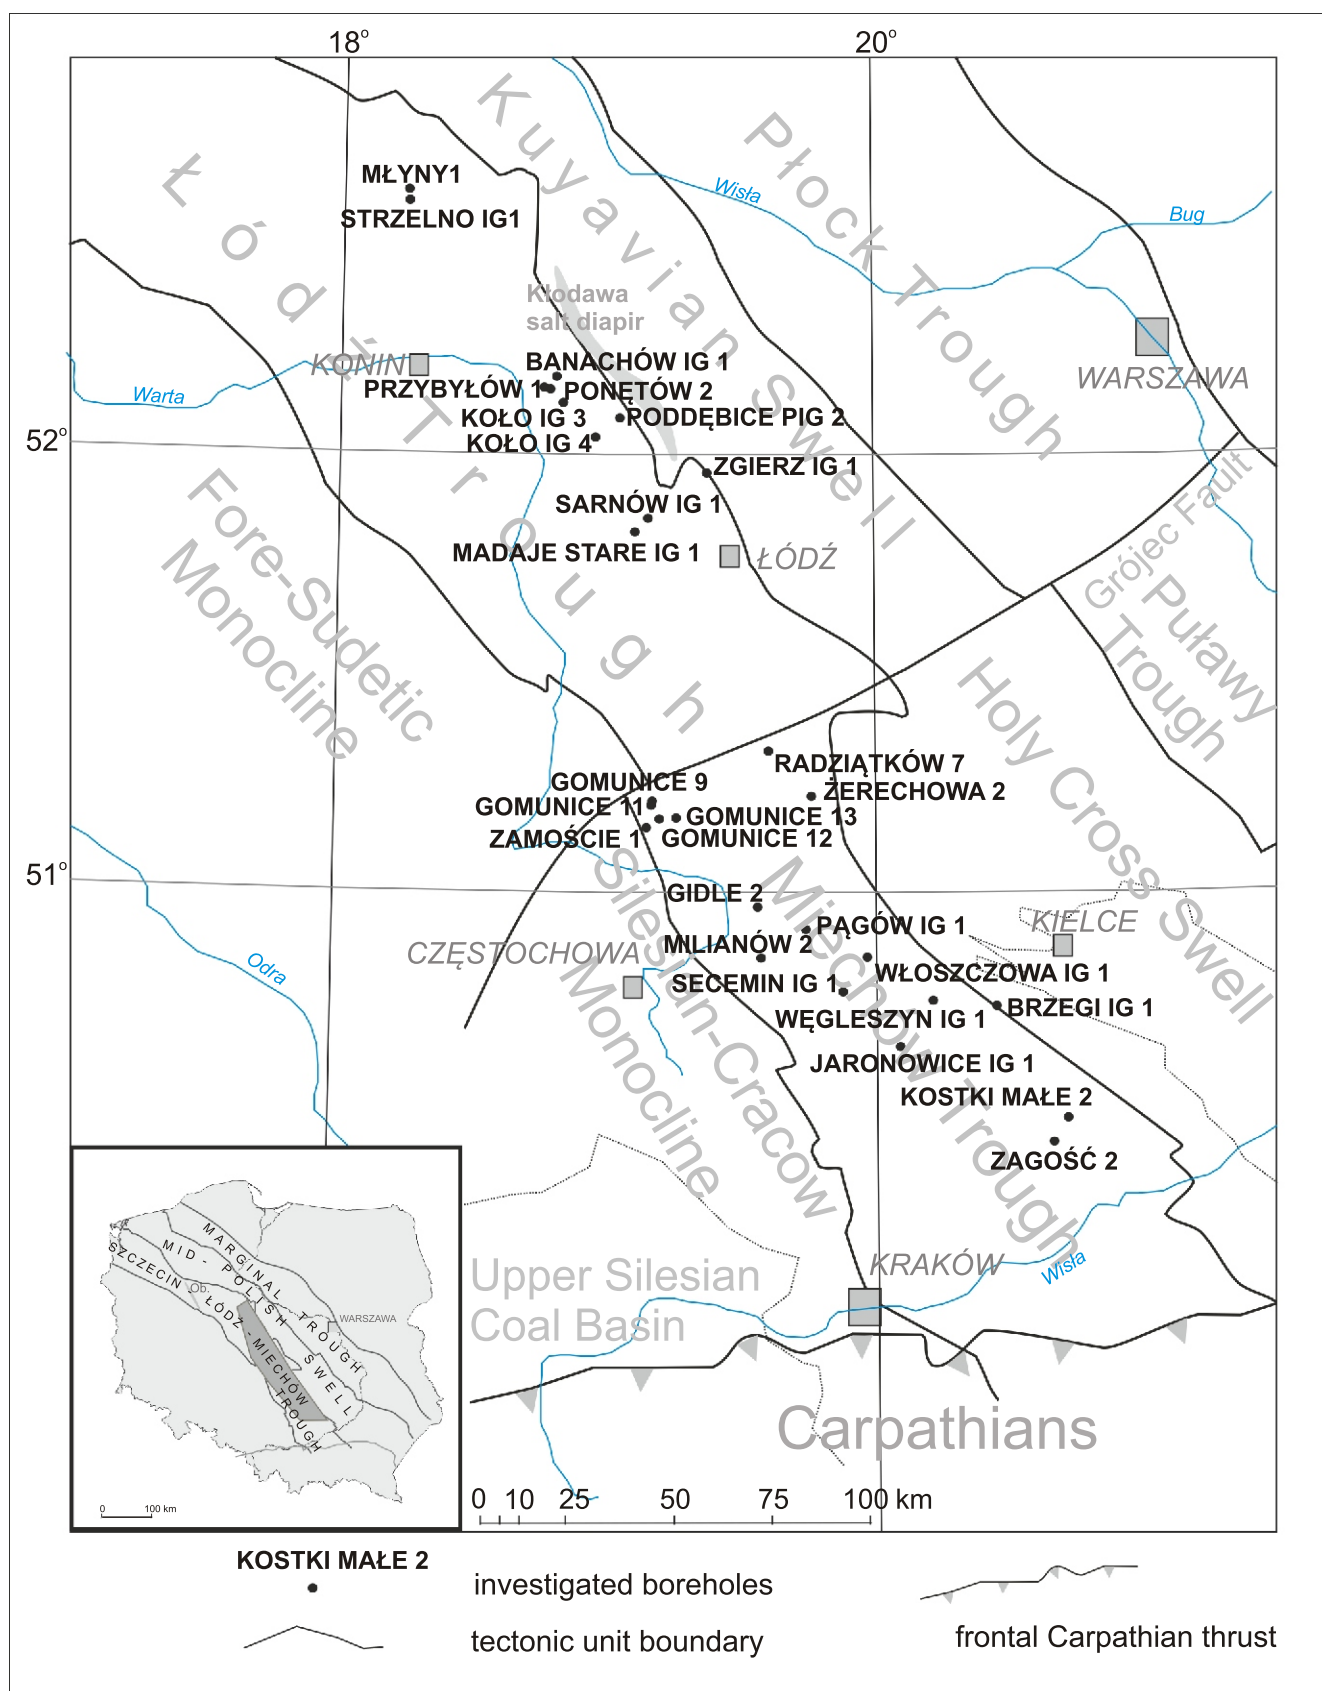 18° 20°
MŁYNY1
STRZELNO IG1
Łódź Trough
Kuyavian Swell
Płock Trough
Wisła
Bug
Kłodawa
salt diapir
KONIN
BANACHÓW IG 1
PRZYBYŁÓW 1
PONĘTÓW 2
KOŁO IG 3
PODDĘBICE PIG 2
KOŁO IG 4
WARSZAWA
Warta
52°
ZGIERZ IG 1
SARNÓW IG 1
MADAJE STARE IG 1
ŁÓDŹ
Fore-Sudetic
Monocline
Grójec Fault
Puławy
Trough
Holy Cross Swell
RADZIĄTKÓW 7
GOMUNICE 9
ŻERECHOWA 2
GOMUNICE 11
GOMUNICE 13
ZAMOŚCIE 1
GOMUNICE 12
51°
GIDLE 2
PĄGÓW IG 1
KIELCE
MILIANÓW 2
CZĘSTOCHOWA
WŁOSZCZOWA IG 1
SECEMIN IG 1
BRZEGI IG 1
WĘGLESZYN IG 1
JARONOWICE IG 1
KOSTKI MAŁE 2
ZAGOŚĆ 2
Odra
Silesian-Cracow
Monocline
Miechów Trough
KRAKÓW
Wisła
Upper Silesian
Coal Basin
Carpathians
MARGINAL TROUGH
MID-POLISH SWELL
SZCZECIN-ŁÓDŹ-MIECHÓW TROUGH
Ob.
WARSZAWA
0 100 km
0 10 25 50 75 100 km
KOSTKI MAŁE 2
investigated boreholes
tectonic unit boundary
frontal Carpathian thrust